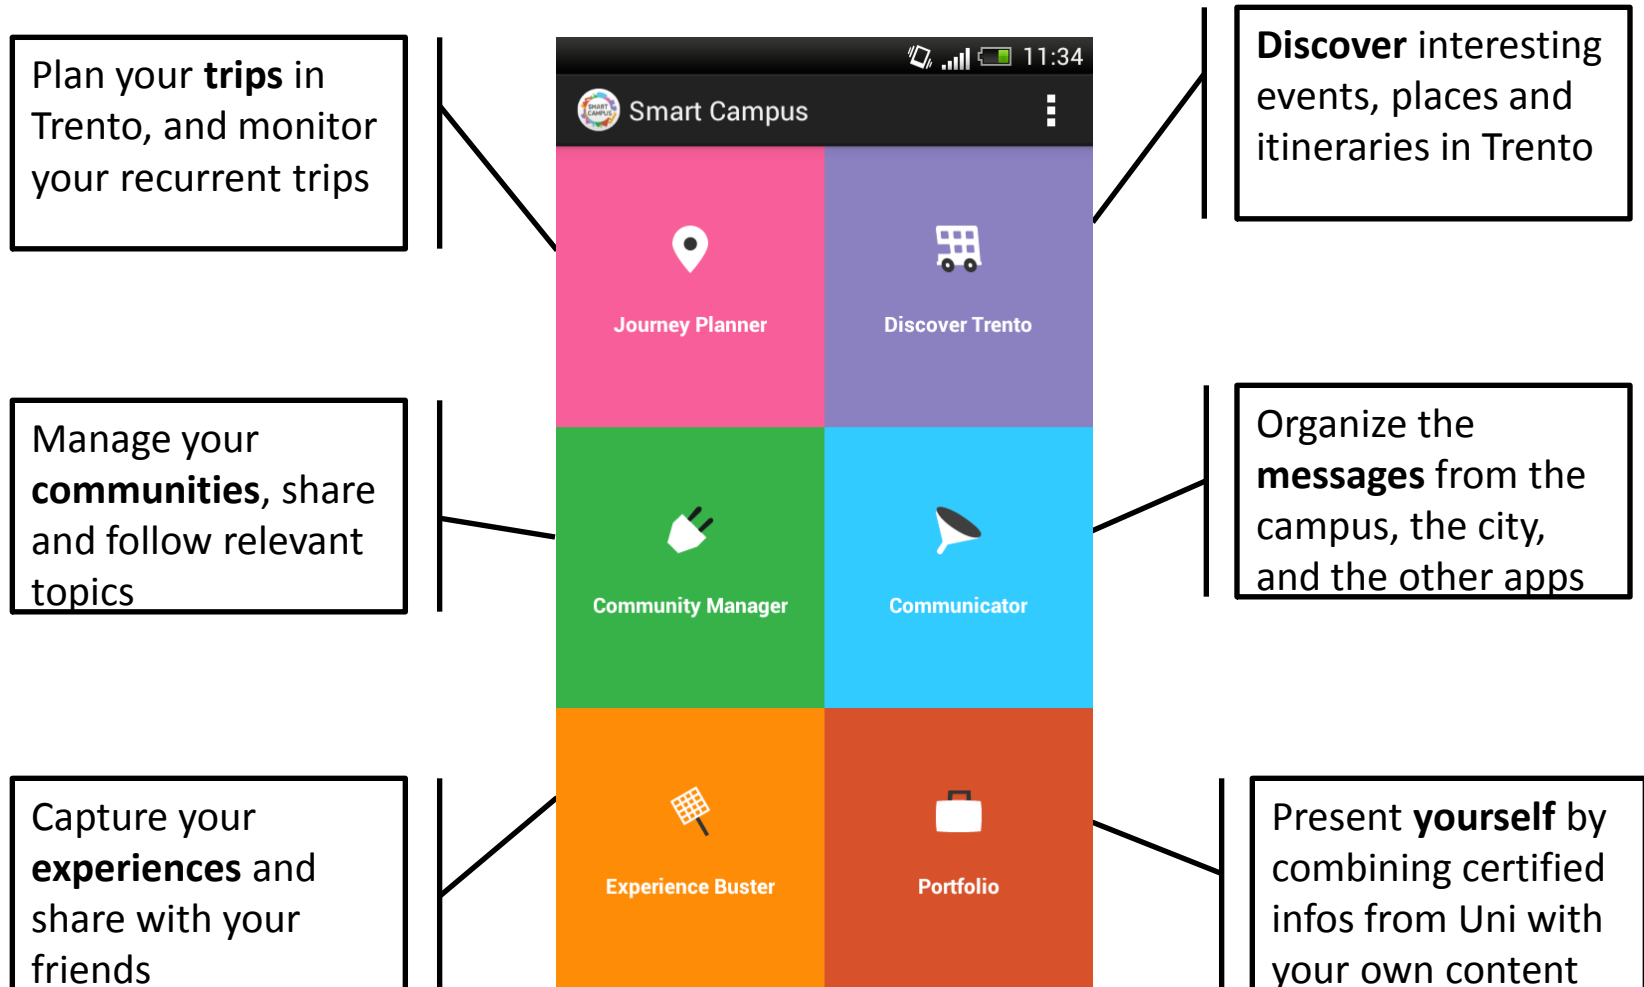 Plan your trips in
Trento, and monitor
your recurrent trips
Discover interesting
events, places and
itineraries in Trento
11:34
SMART
CAMPUS
Smart Campus
Journey Planner
Discover Trento
Manage your
communities, share
and follow relevant
topics
Organize the
messages from the
campus, the city,
and the other apps
Community Manager
Communicator
Capture your
experiences and
share with your
friends
Present yourself by
combining certified
infos from Uni with
your own content
Experience Buster
Portfolio